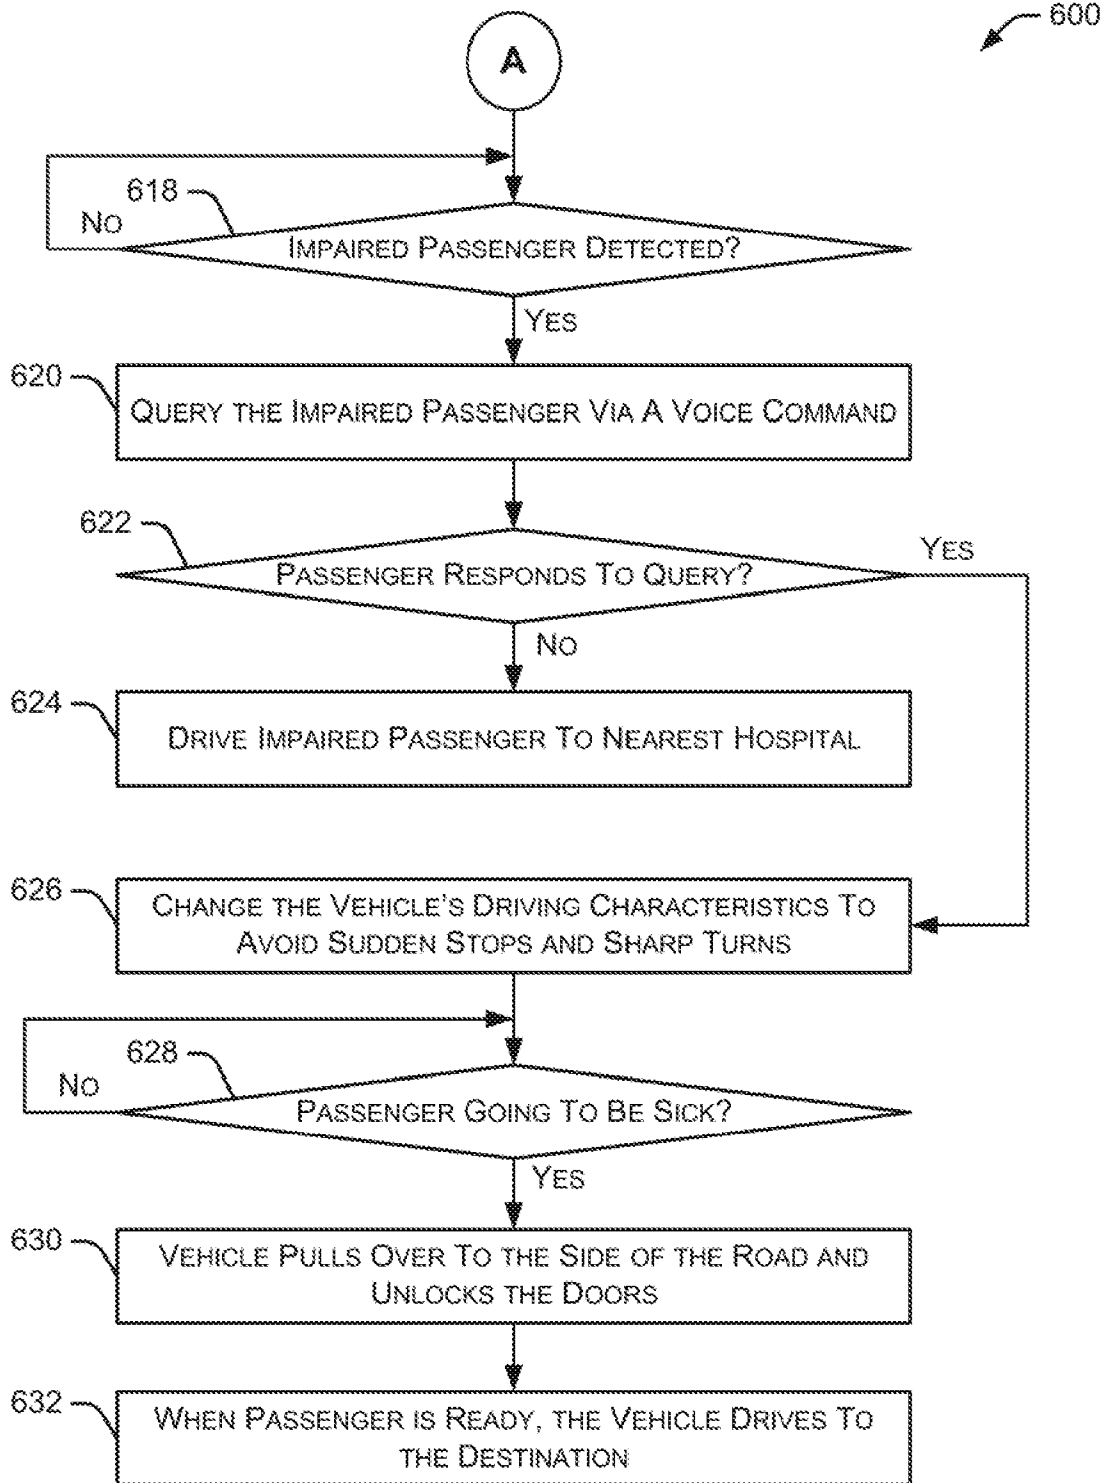 600
A
618
NO
IMPAIRED PASSENGER DETECTED?
YES
620
QUERY THE IMPAIRED PASSENGER VIA A VOICE COMMAND
622
YES
PASSENGER RESPONDS TO QUERY?
NO
624
DRIVE IMPAIRED PASSENGER TO NEAREST HOSPITAL
626
CHANGE THE VEHICLE'S DRIVING CHARACTERISTICS TO
AVOID SUDDEN STOPS AND SHARP TURNS
628
NO
PASSENGER GOING TO BE SICK?
YES
630
VEHICLE PULLS OVER TO THE SIDE OF THE ROAD AND
UNLOCKS THE DOORS
632
WHEN PASSENGER IS READY, THE VEHICLE DRIVES TO
THE DESTINATION